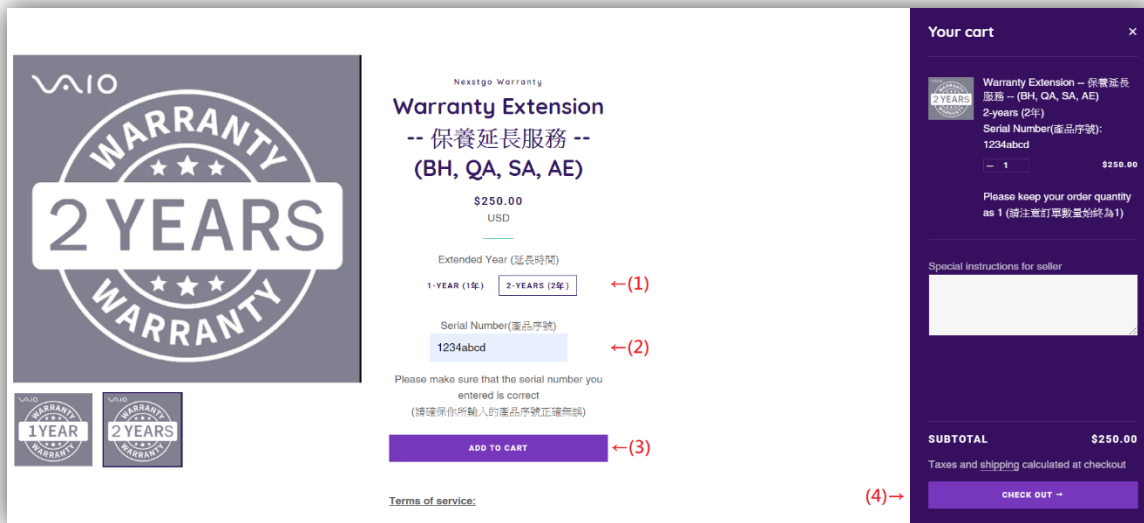 VAIO
WARRANTY
2 YEARS
WARRANTY
VAIO
WARRANTY
1 YEAR
WARRANTY
VAIO
WARRANTY
2 YEARS
WARRANTY
Nexstgo Warranty
Warranty Extension
-- 保養延長服務 --
(BH, QA, SA, AE)
$250.00
USD
Extended Year (延長時間)
1-YEAR (1年) 2-YEARS (2年) ←(1)
Serial Number(產品序號)
1234abcd ←(2)
Please make sure that the serial number you
entered is correct
(請確保你所輸入的產品序號正確無誤)
ADD TO CART ←(3)
Terms of service:
Your cart ×
2 YEARS
Warranty Extension -- 保養延長
服務 -- (BH, QA, SA, AE)
2-years (2年)
Serial Number(產品序號):
1234abcd
− 1 $250.00
Please keep your order quantity
as 1 (請注意訂單數量始終為1)
Special instructions for seller
SUBTOTAL $250.00
Taxes and shipping calculated at checkout
(4)→ CHECK OUT →